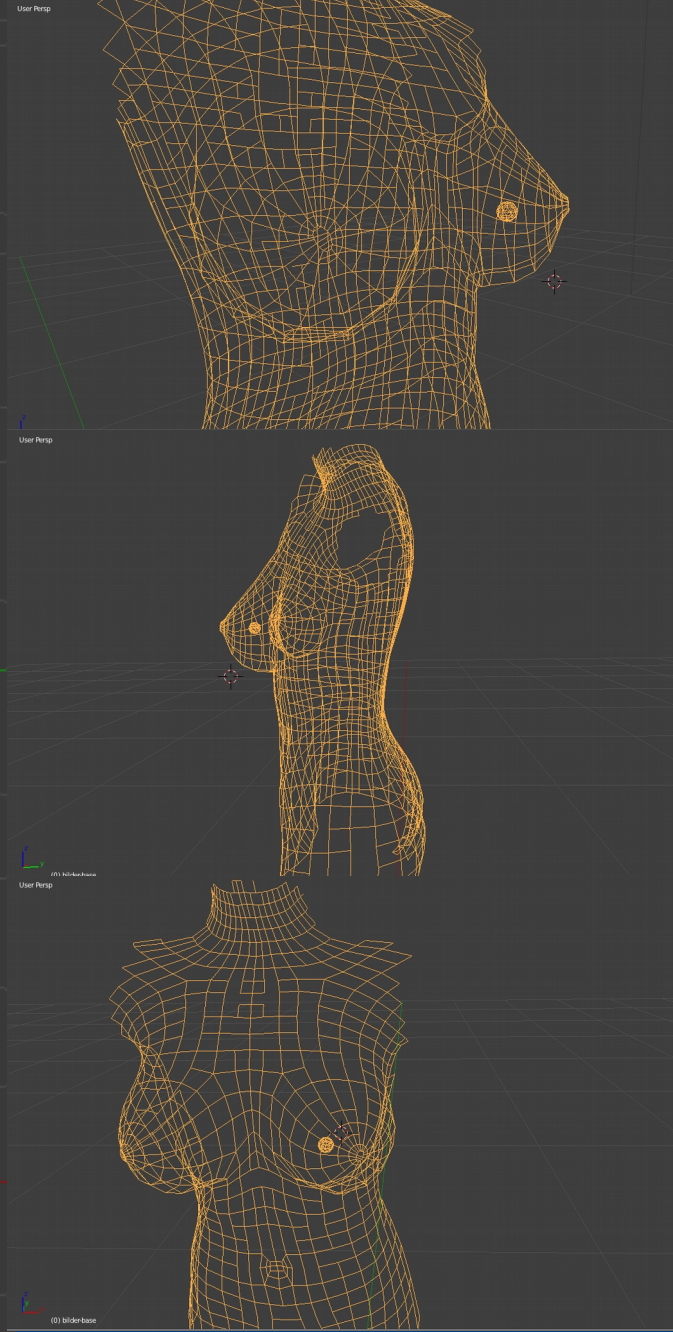 User Persp
z
User Persp
z
y
(0) bilder-base
User Persp
z
y
(0) bilder-base